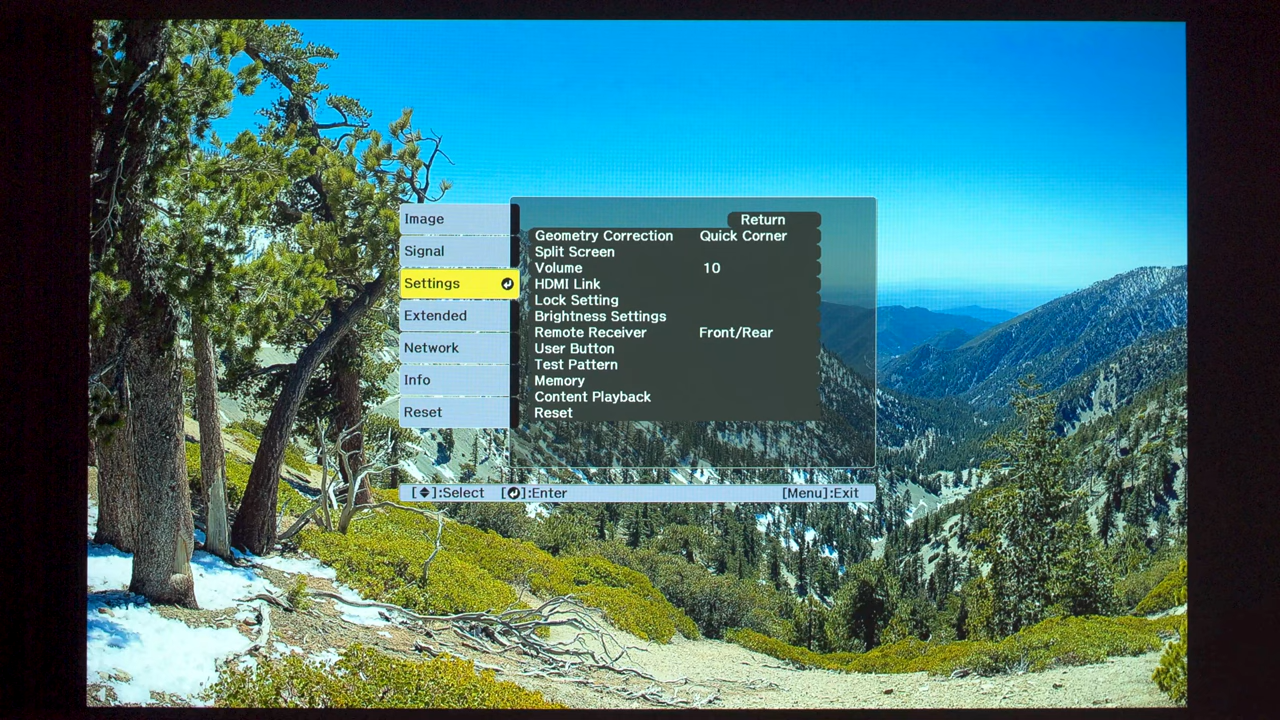 Image
Signal
Settings
Extended
Network
Info
Reset
Return
Geometry Correction Quick Corner
Split Screen
Volume 10
HDMI Link
Lock Setting
Brightness Settings
Remote Receiver Front/Rear
User Button
Test Pattern
Memory
Content Playback
Reset
[ ]:Select [ ]:Enter [Menu]:Exit